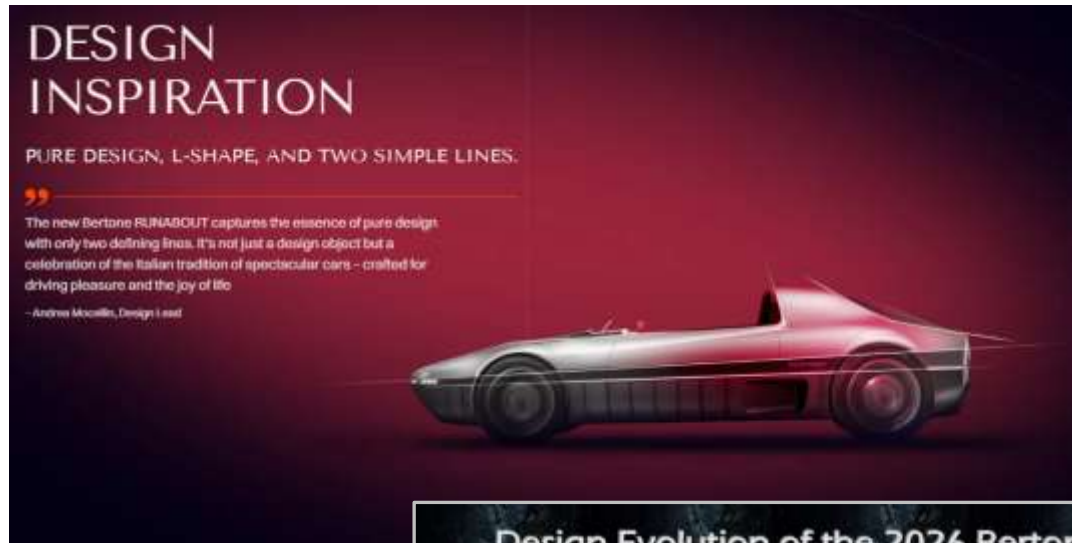 DESIGN
INSPIRATION
PURE DESIGN, L-SHAPE, AND TWO SIMPLE LINES.
”
The new Bertone RUNABOUT captures the essence of pure design
with only two defining lines. It's not just a design object but a
celebration of the Italian tradition of spectacular cars – crafted for
driving pleasure and the joy of life
– Andrea Mocellin, Design Lead
Design Evolution of the 2026